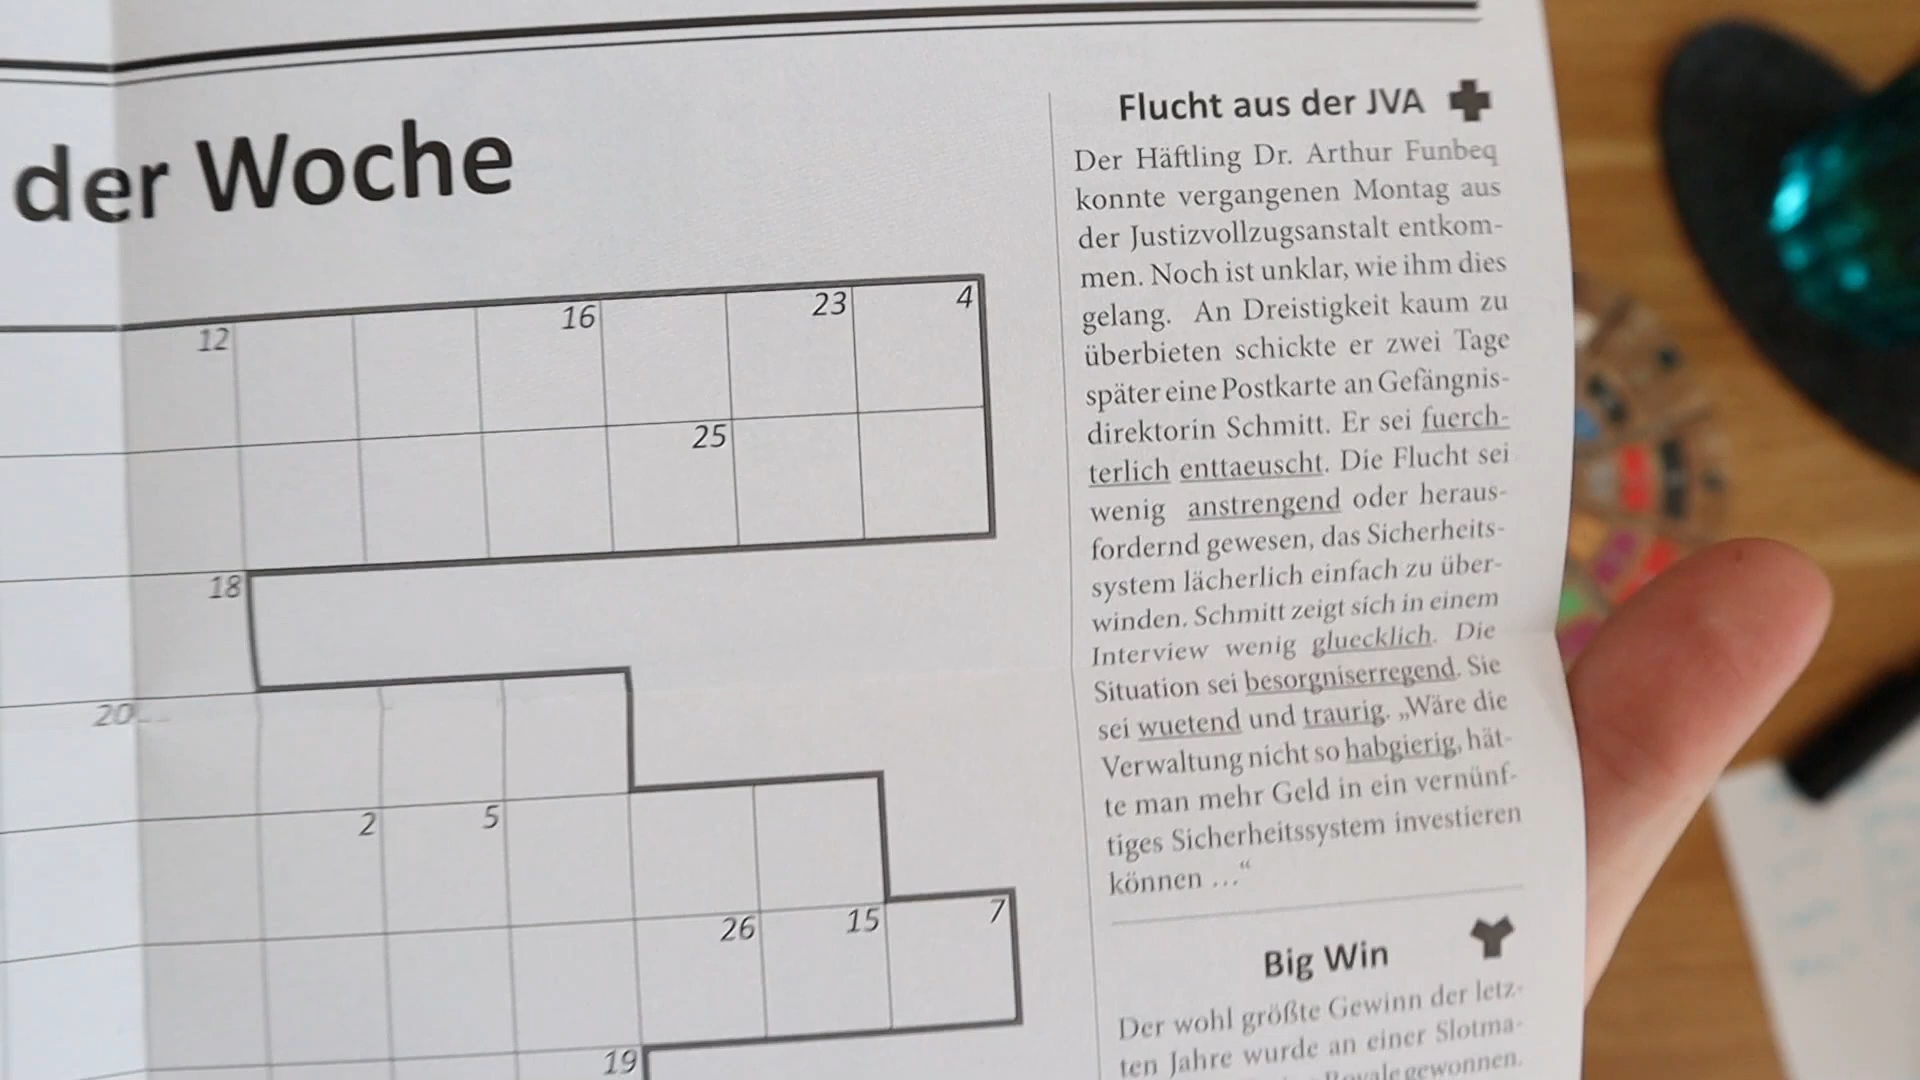 der Woche
12
16
23
4
25
18
20
2
5
26
15
7
19
Flucht aus der JVA
Der Häftling Dr. Arthur Funbeq
konnte vergangenen Montag aus
der Justizvollzugsanstalt entkom-
men. Noch ist unklar, wie ihm dies
gelang. An Dreistigkeit kaum zu
überbieten schickte er zwei Tage
später eine Postkarte an Gefängnis-
direktorin Schmitt. Er sei fuerch-
terlich enttaeuscht. Die Flucht sei
wenig anstrengend oder heraus-
fordernd gewesen, das Sicherheits-
system lächerlich einfach zu über-
winden. Schmitt zeigt sich in einem
Interview wenig gluecklich. Die
Situation sei besorgniserregend. Sie
sei wuetend und traurig. „Wäre die
Verwaltung nicht so habgierig, hät-
te man mehr Geld in ein vernünf-
tiges Sicherheitssystem investieren
können ...“
Big Win
Der wohl größte Gewinn der letz-
ten Jahre wurde an einer Slotma-
gewonnen.